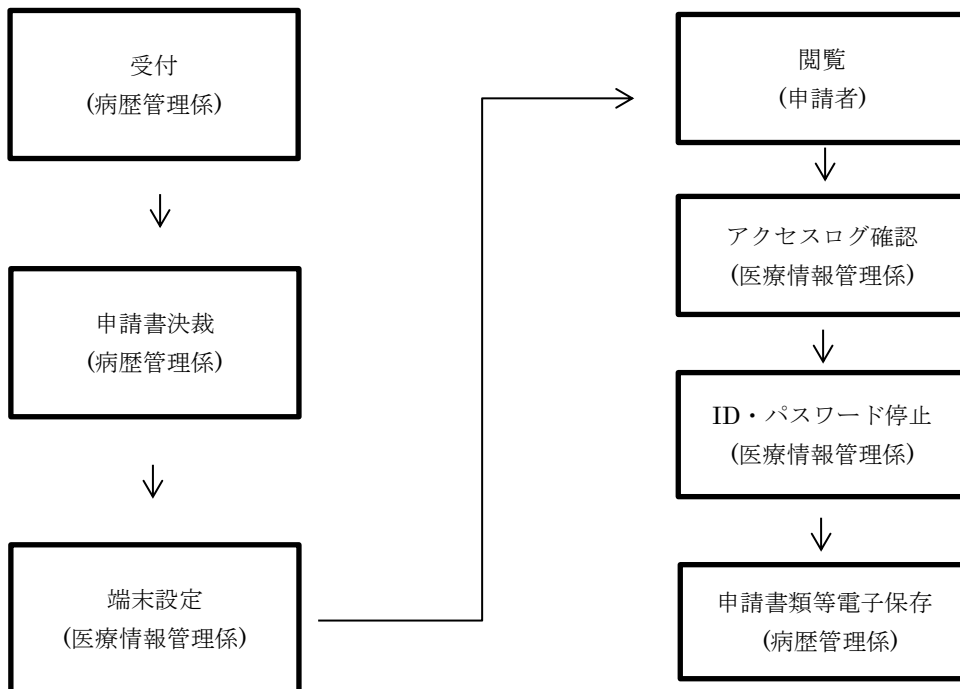 受付
(病歴管理係)
申請書決裁
(病歴管理係)
端末設定
(医療情報管理係)
閲覧
(申請者)
アクセスログ確認
(医療情報管理係)
ID・パスワード停止
(医療情報管理係)
申請書類等電子保存
(病歴管理係)